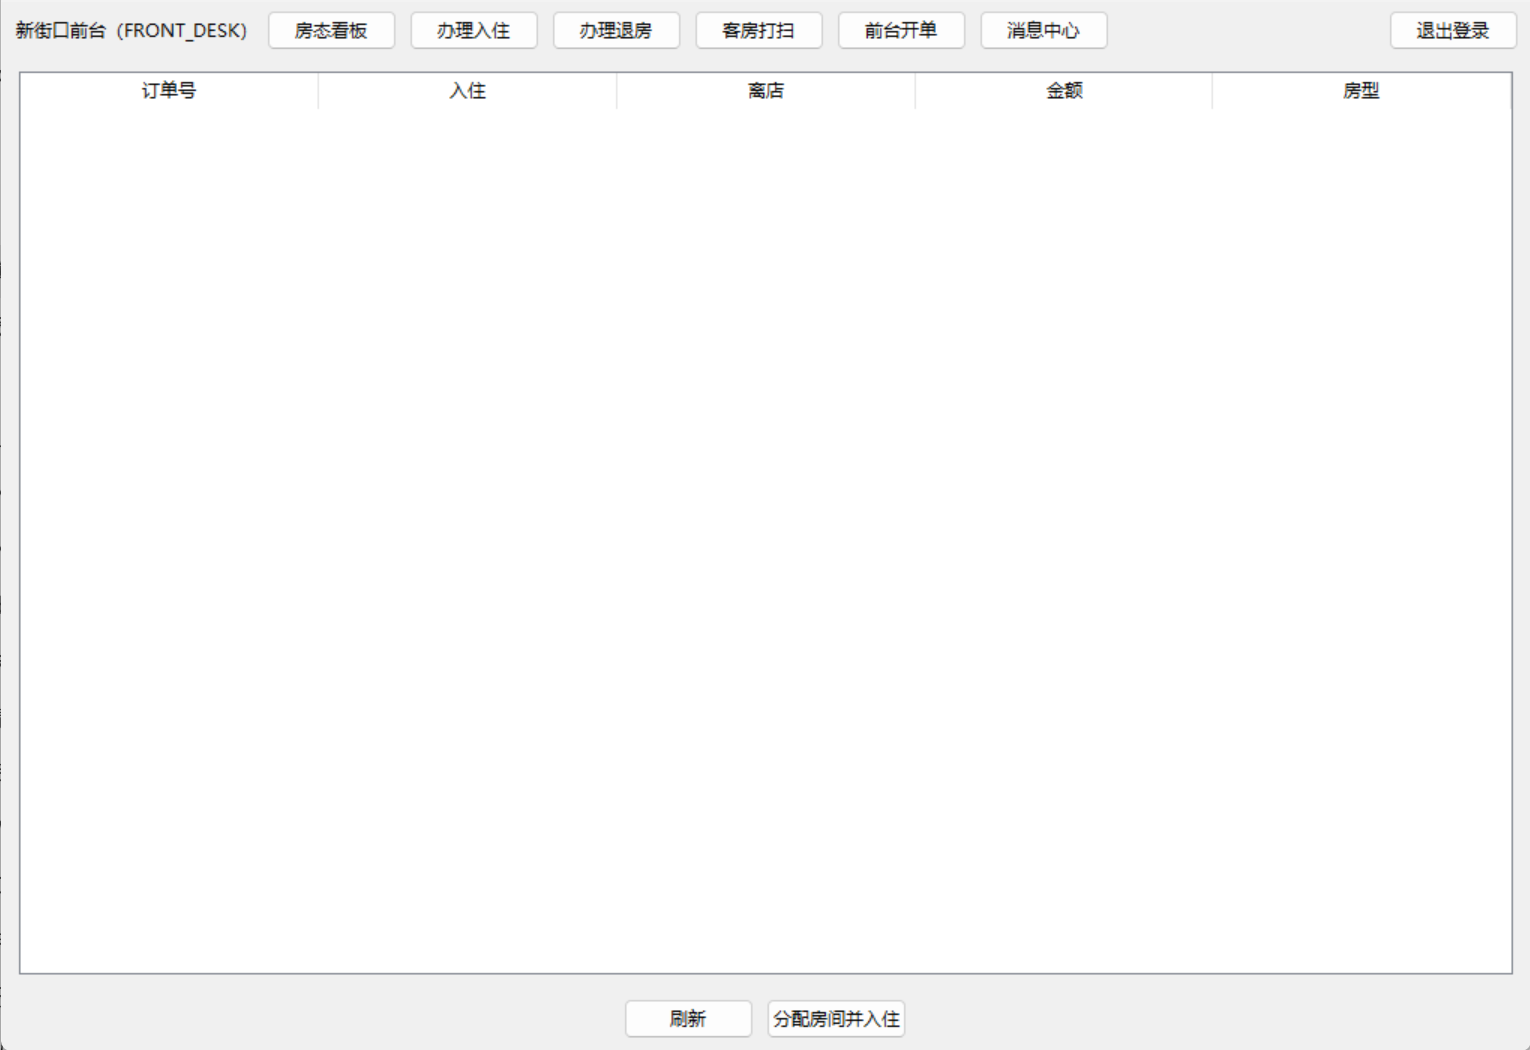 新街口前台（FRONT_DESK） 房态看板 办理入住 办理退房 客房打扫 前台开单 消息中心 退出登录
订单号 入住 离店 金额 房型
刷新 分配房间并入住